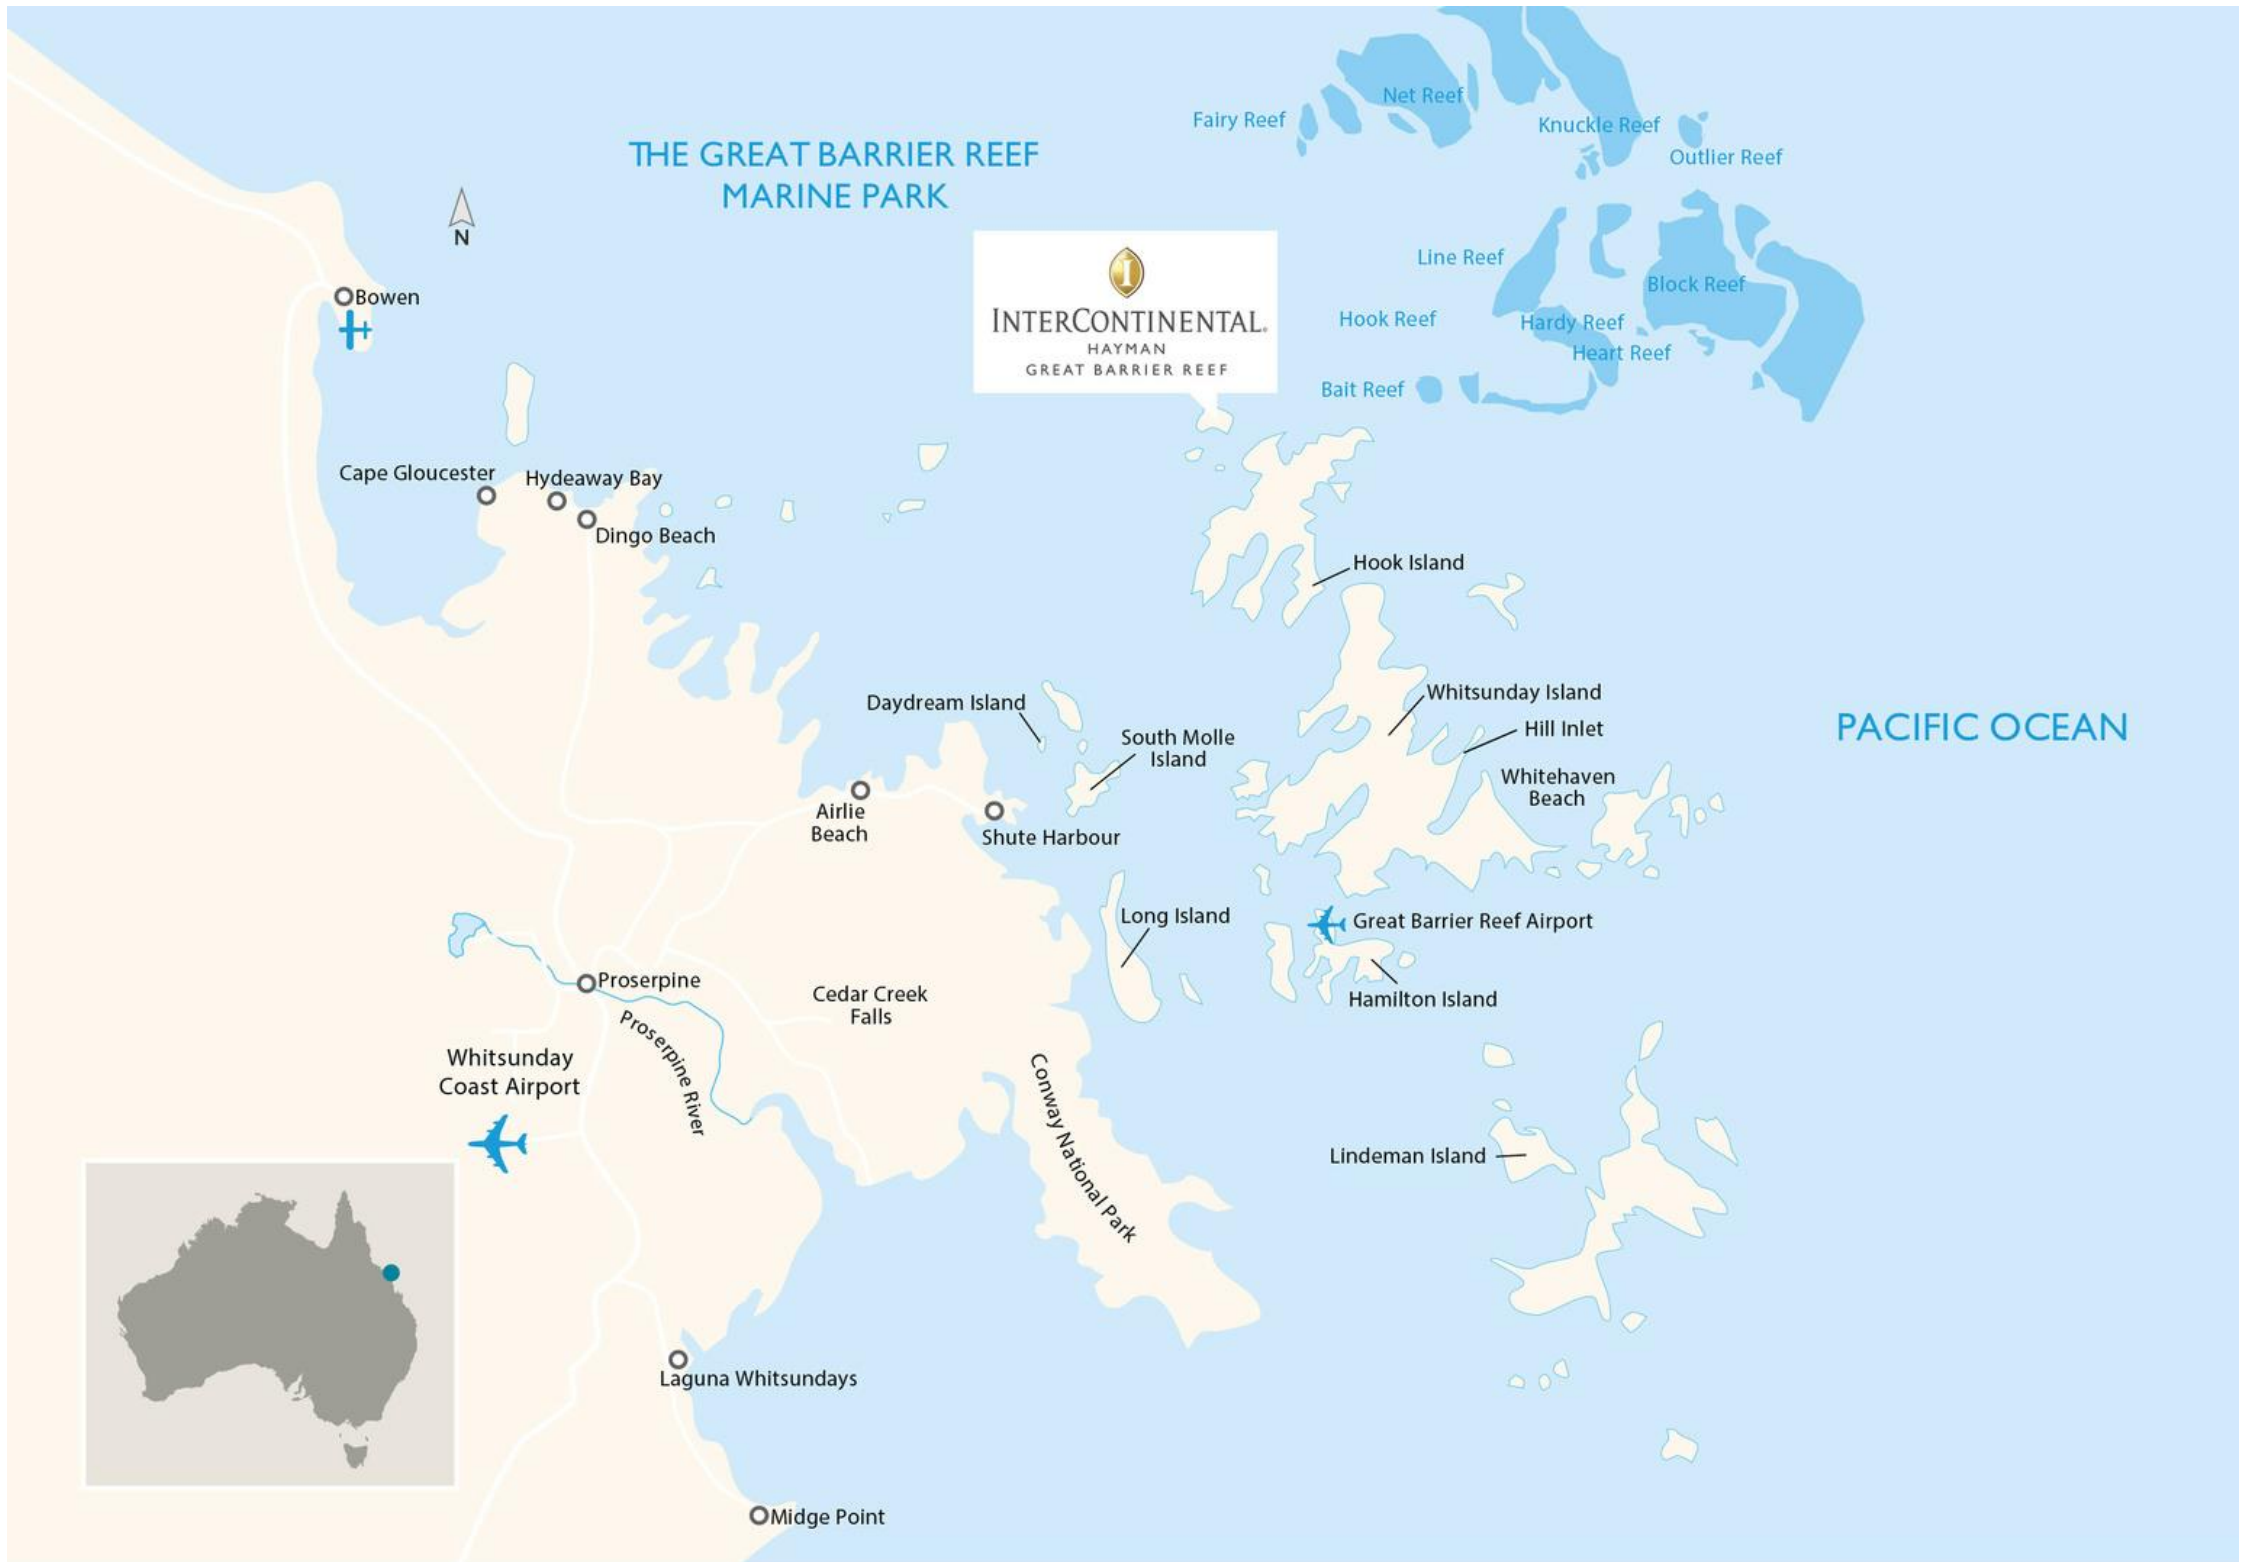 Net Reef
Fairy Reef
Knuckle Reef
Outlier Reef
THE GREAT BARRIER REEF
MARINE PARK
N
Line Reef
Block Reef
Hook Reef
Hardy Reef
Heart Reef
Bait Reef
I
INTERCONTINENTAL.
HAYMAN
GREAT BARRIER REEF
Bowen
Cape Gloucester
Hydeaway Bay
Dingo Beach
Hook Island
Daydream Island
Whitsunday Island
Hill Inlet
PACIFIC OCEAN
South Molle
Island
Whitehaven
Beach
Airlie
Beach
Shute Harbour
Long Island
Great Barrier Reef Airport
Hamilton Island
Proserpine
Cedar Creek
Falls
Proserpine River
Whitsunday
Coast Airport
Conway National Park
Lindeman Island
Laguna Whitsundays
Midge Point